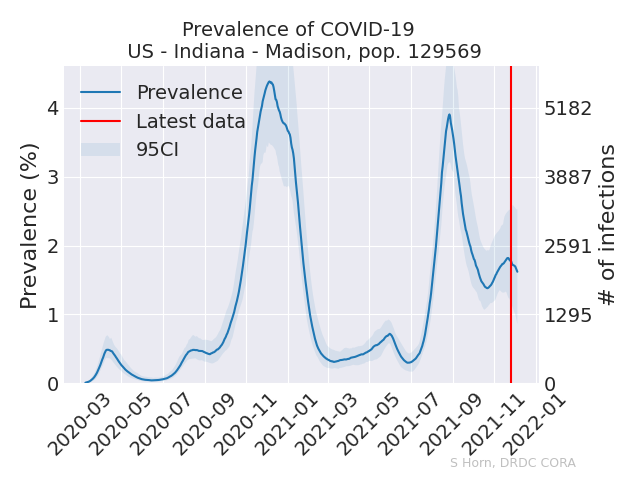 Prevalence of COVID-19
US - Indiana - Madison, pop. 129569
Prevalence
Latest data
95CI
Prevalence (%)
4
3
2
1
0
5182
3887
2591
1295
0
# of infections
2020-03
2020-05
2020-07
2020-09
2020-11
2021-01
2021-03
2021-05
2021-07
2021-09
2021-11
2022-01
S Horn, DRDC CORA